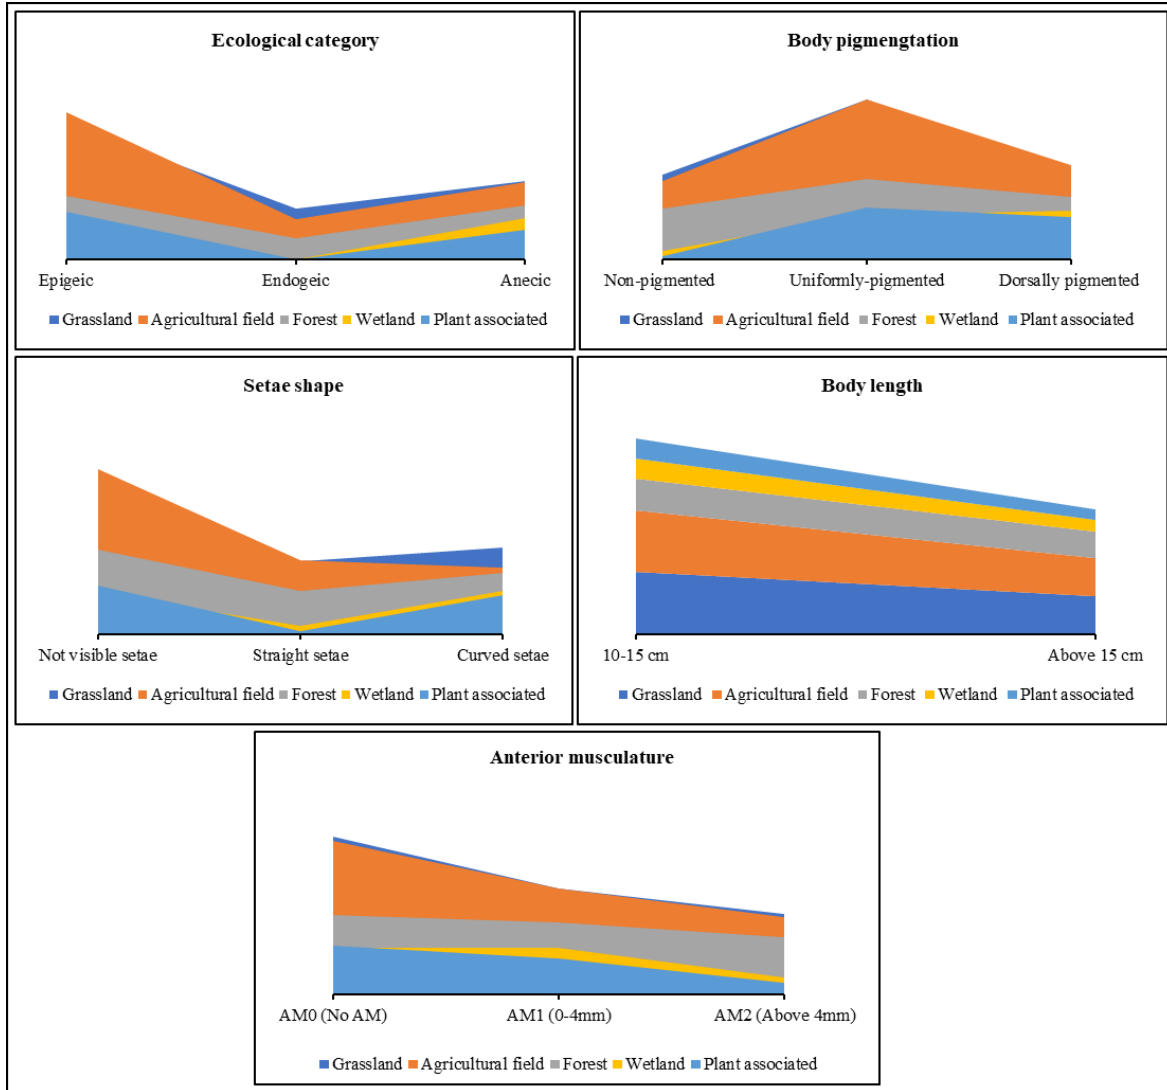 Ecological category
Epigeic Endogeic Anecic
Grassland Agricultural field Forest Wetland Plant associated
Body pigmengtation
Non-pigmented Uniformly-pigmented Dorsally pigmented
Grassland Agricultural field Forest Wetland Plant associated
Setae shape
Not visible setae Straight setae Curved setae
Grassland Agricultural field Forest Wetland Plant associated
Body length
10-15 cm Above 15 cm
Grassland Agricultural field Forest Wetland Plant associated
Anterior musculature
AM0 (No AM) AM1 (0-4mm) AM2 (Above 4mm)
Grassland Agricultural field Forest Wetland Plant associated